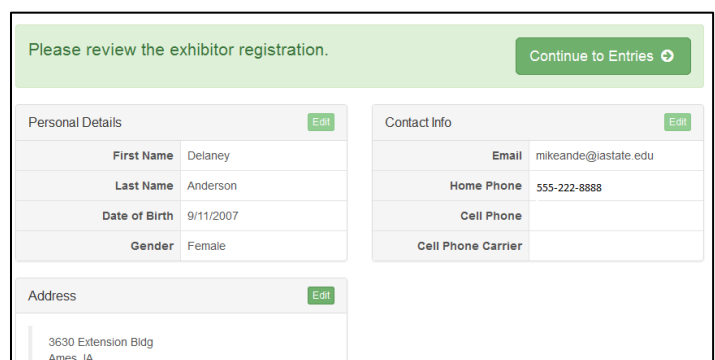 Please review the exhibitor registration.
Continue to Entries
Personal Details
Edit
First Name Delaney
Last Name Anderson
Date of Birth 9/11/2007
Gender Female
Contact Info
Edit
Email mikeande@iastate.edu
Home Phone 555-222-8888
Cell Phone
Cell Phone Carrier
Address
Edit
3630 Extension Bldg
Ames, IA